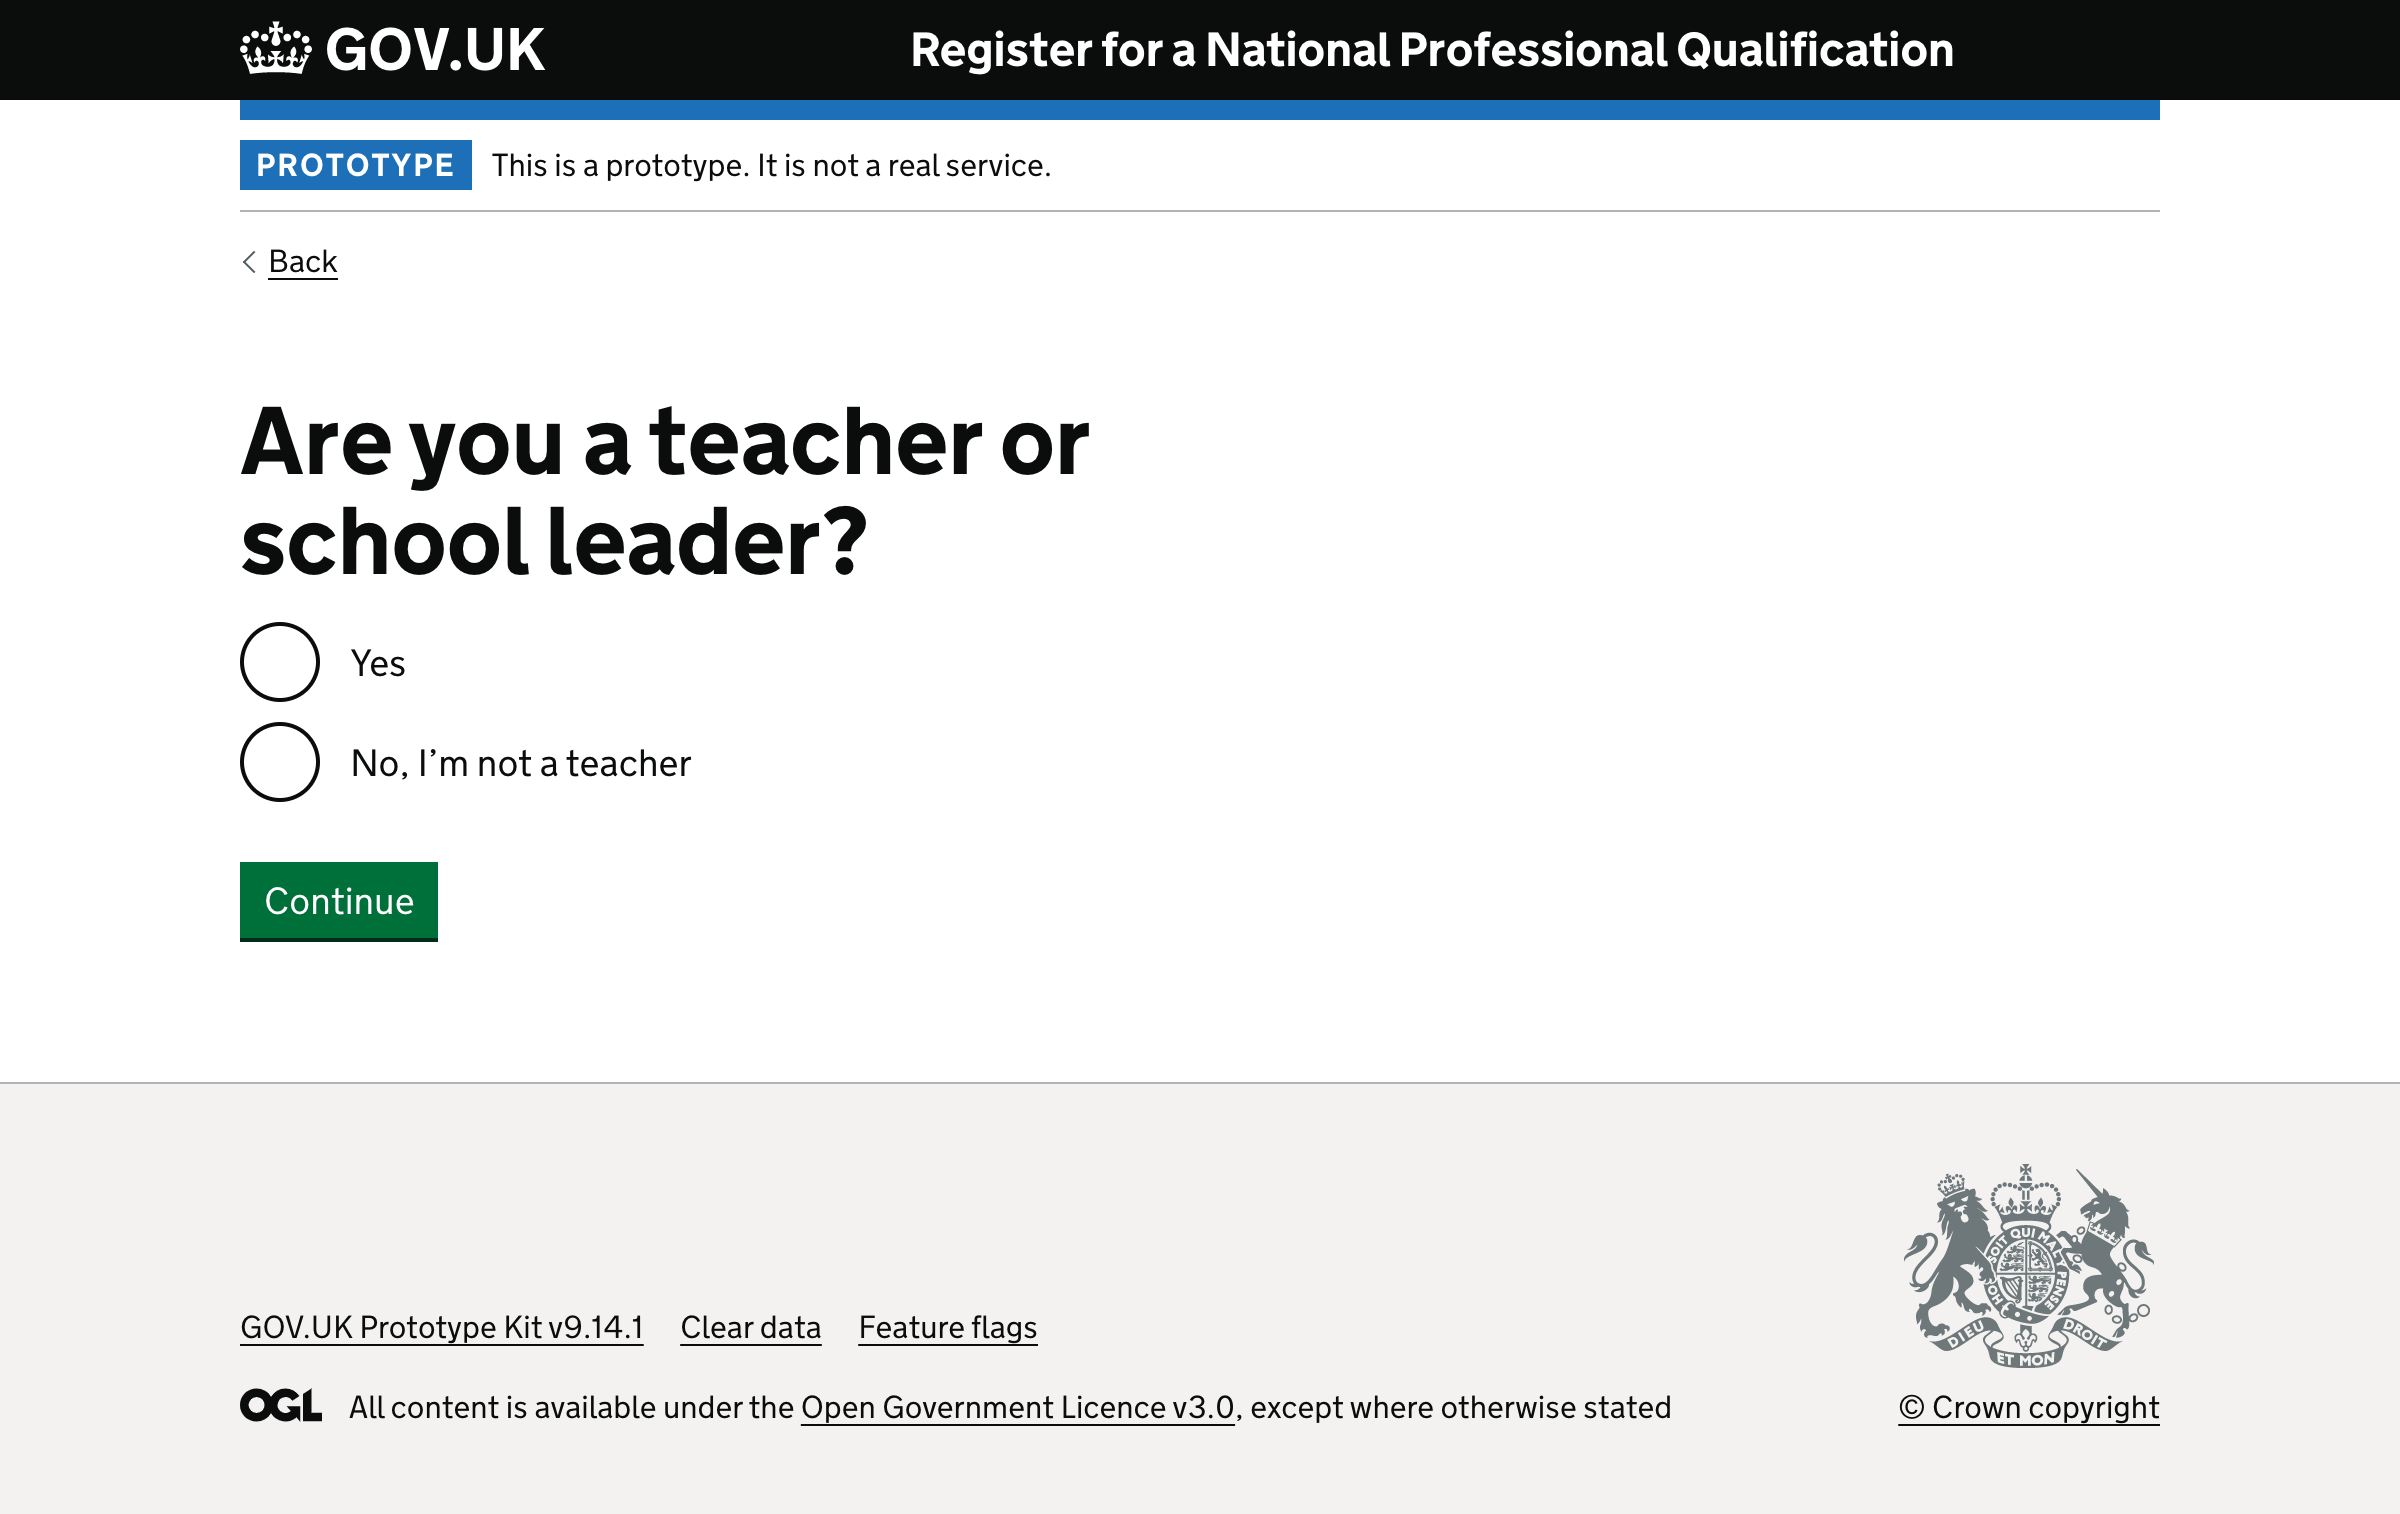 GOV.UK
Register for a National Professional Qualification
PROTOTYPE This is a prototype. It is not a real service.
Back
Are you a teacher or
school leader?
Yes
No, I’m not a teacher
Continue
GOV.UK Prototype Kit v9.14.1 Clear data Feature flags
OGL All content is available under the Open Government Licence v3.0, except where otherwise stated
SOIT QUI MAL
PENSE
HO
DIEU ET MON DROIT
© Crown copyright